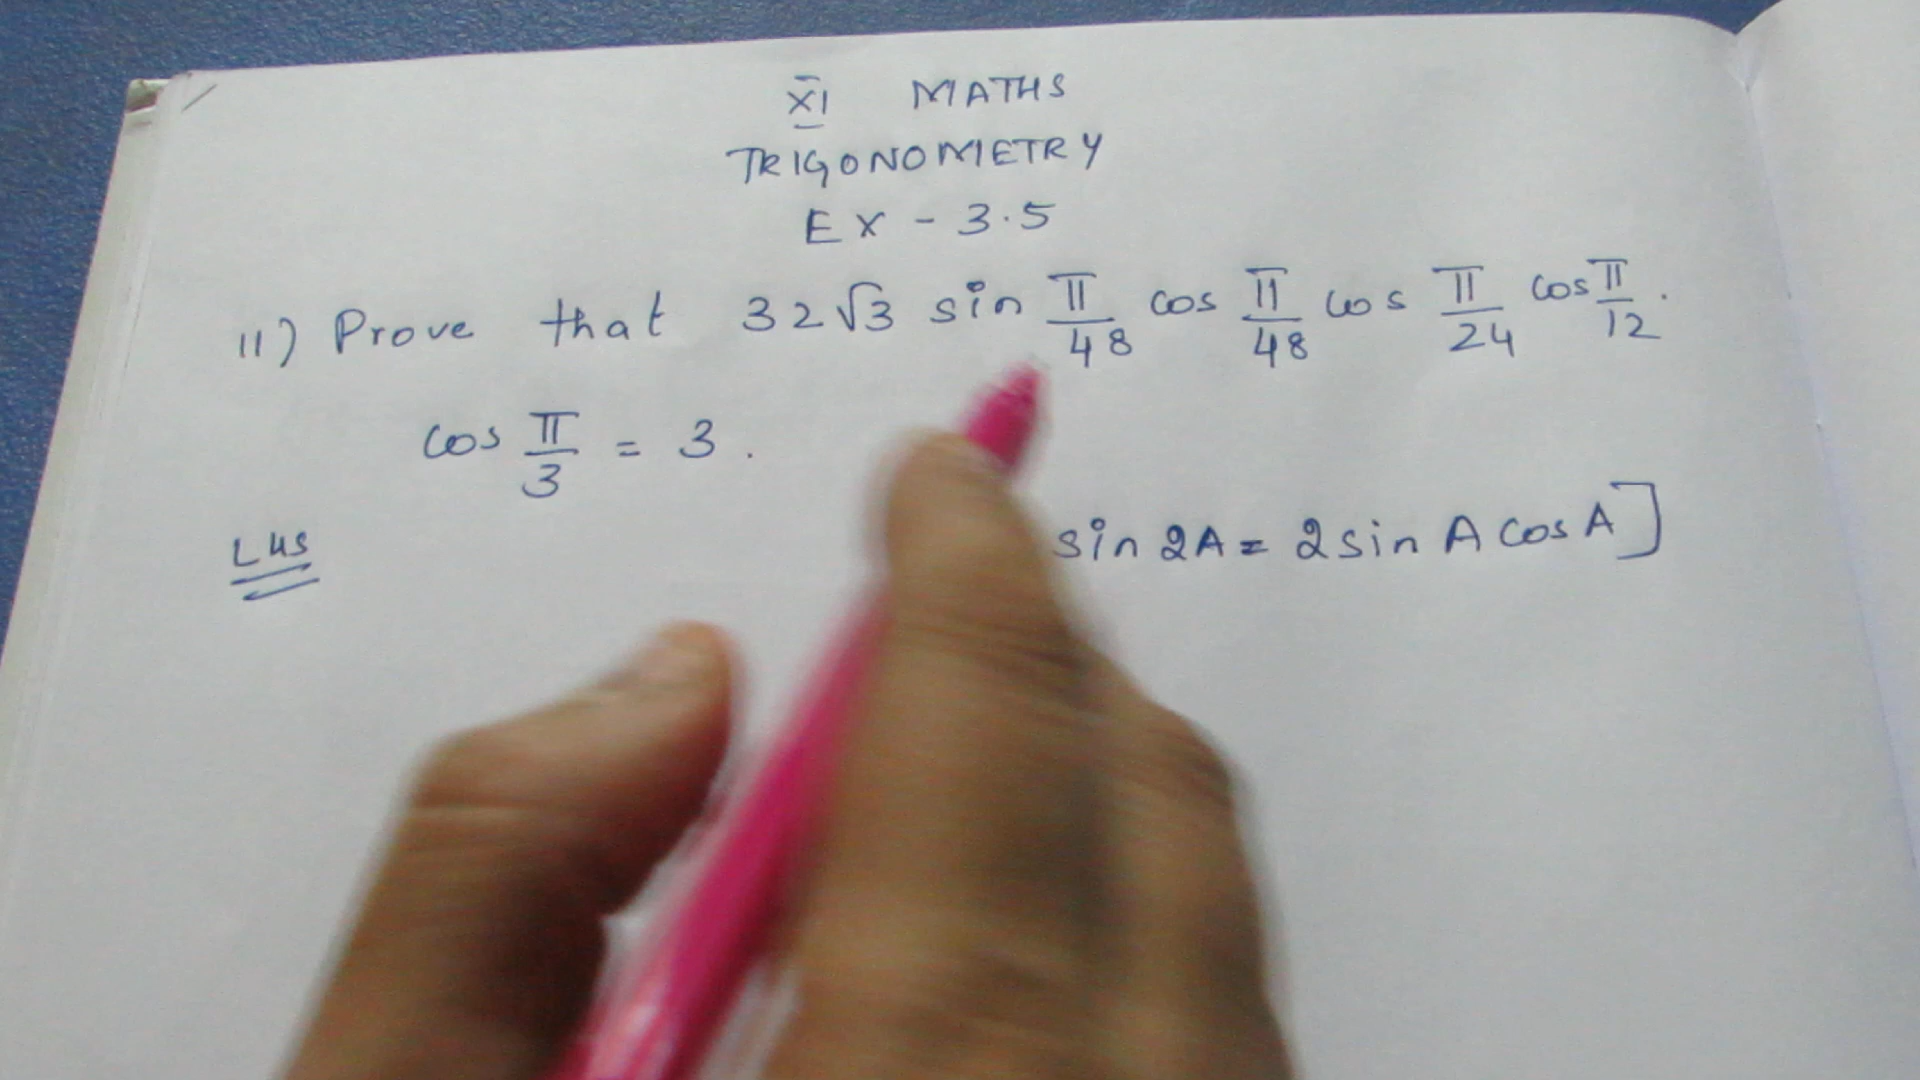 XI MATHS
TRIGONOMETRY
EX - 3.5
11) Prove that 32√3 sin π/48 cos π/48 cos π/24 cos π/12 .
cos π/3 = 3 .
LHS
sin 2A = 2 sin A cos A]